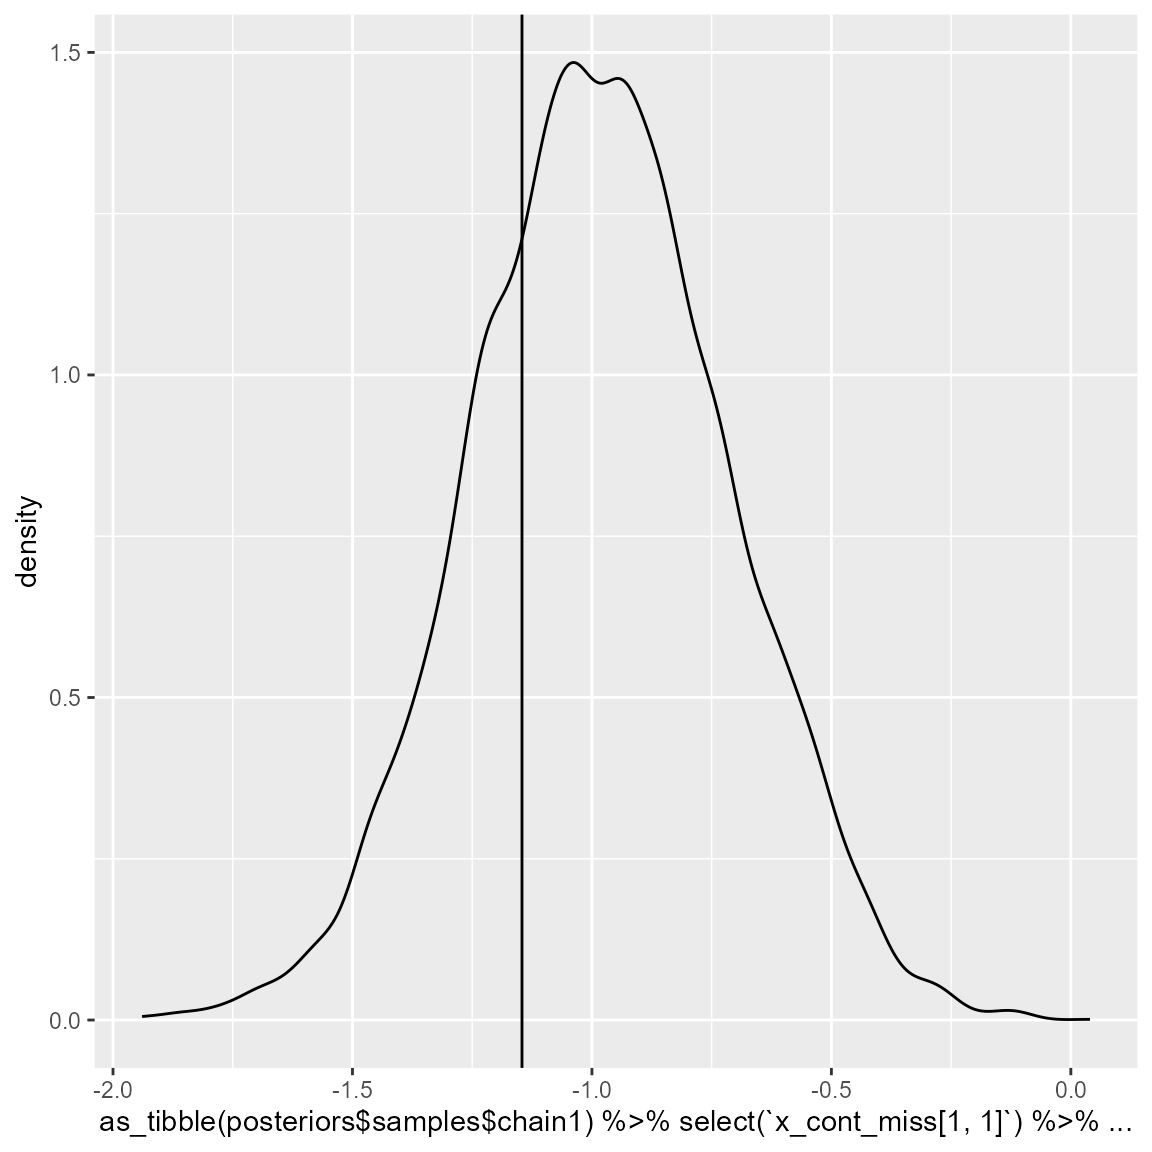 density
1.5
1.0
0.5
0.0
-2.0 -1.5 -1.0 -0.5 0.0
as_tibble(posteriors$samples$chain1) %>% select(`x_cont_miss[1, 1]`) %>% ...